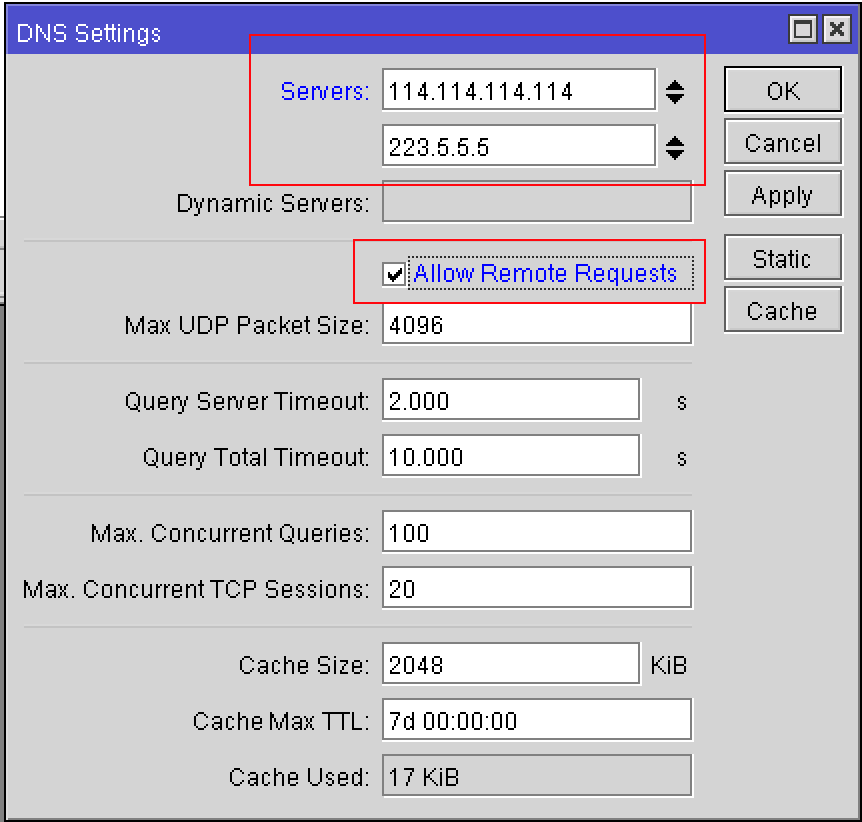 DNS Settings
Servers: 114.114.114.114
OK
223.5.5.5
Cancel
Dynamic Servers:
Apply
Allow Remote Requests
Static
Max UDP Packet Size: 4096
Cache
Query Server Timeout: 2.000 s
Query Total Timeout: 10.000 s
Max. Concurrent Queries: 100
Max. Concurrent TCP Sessions: 20
Cache Size: 2048 KiB
Cache Max TTL: 7d 00:00:00
Cache Used: 17 KiB